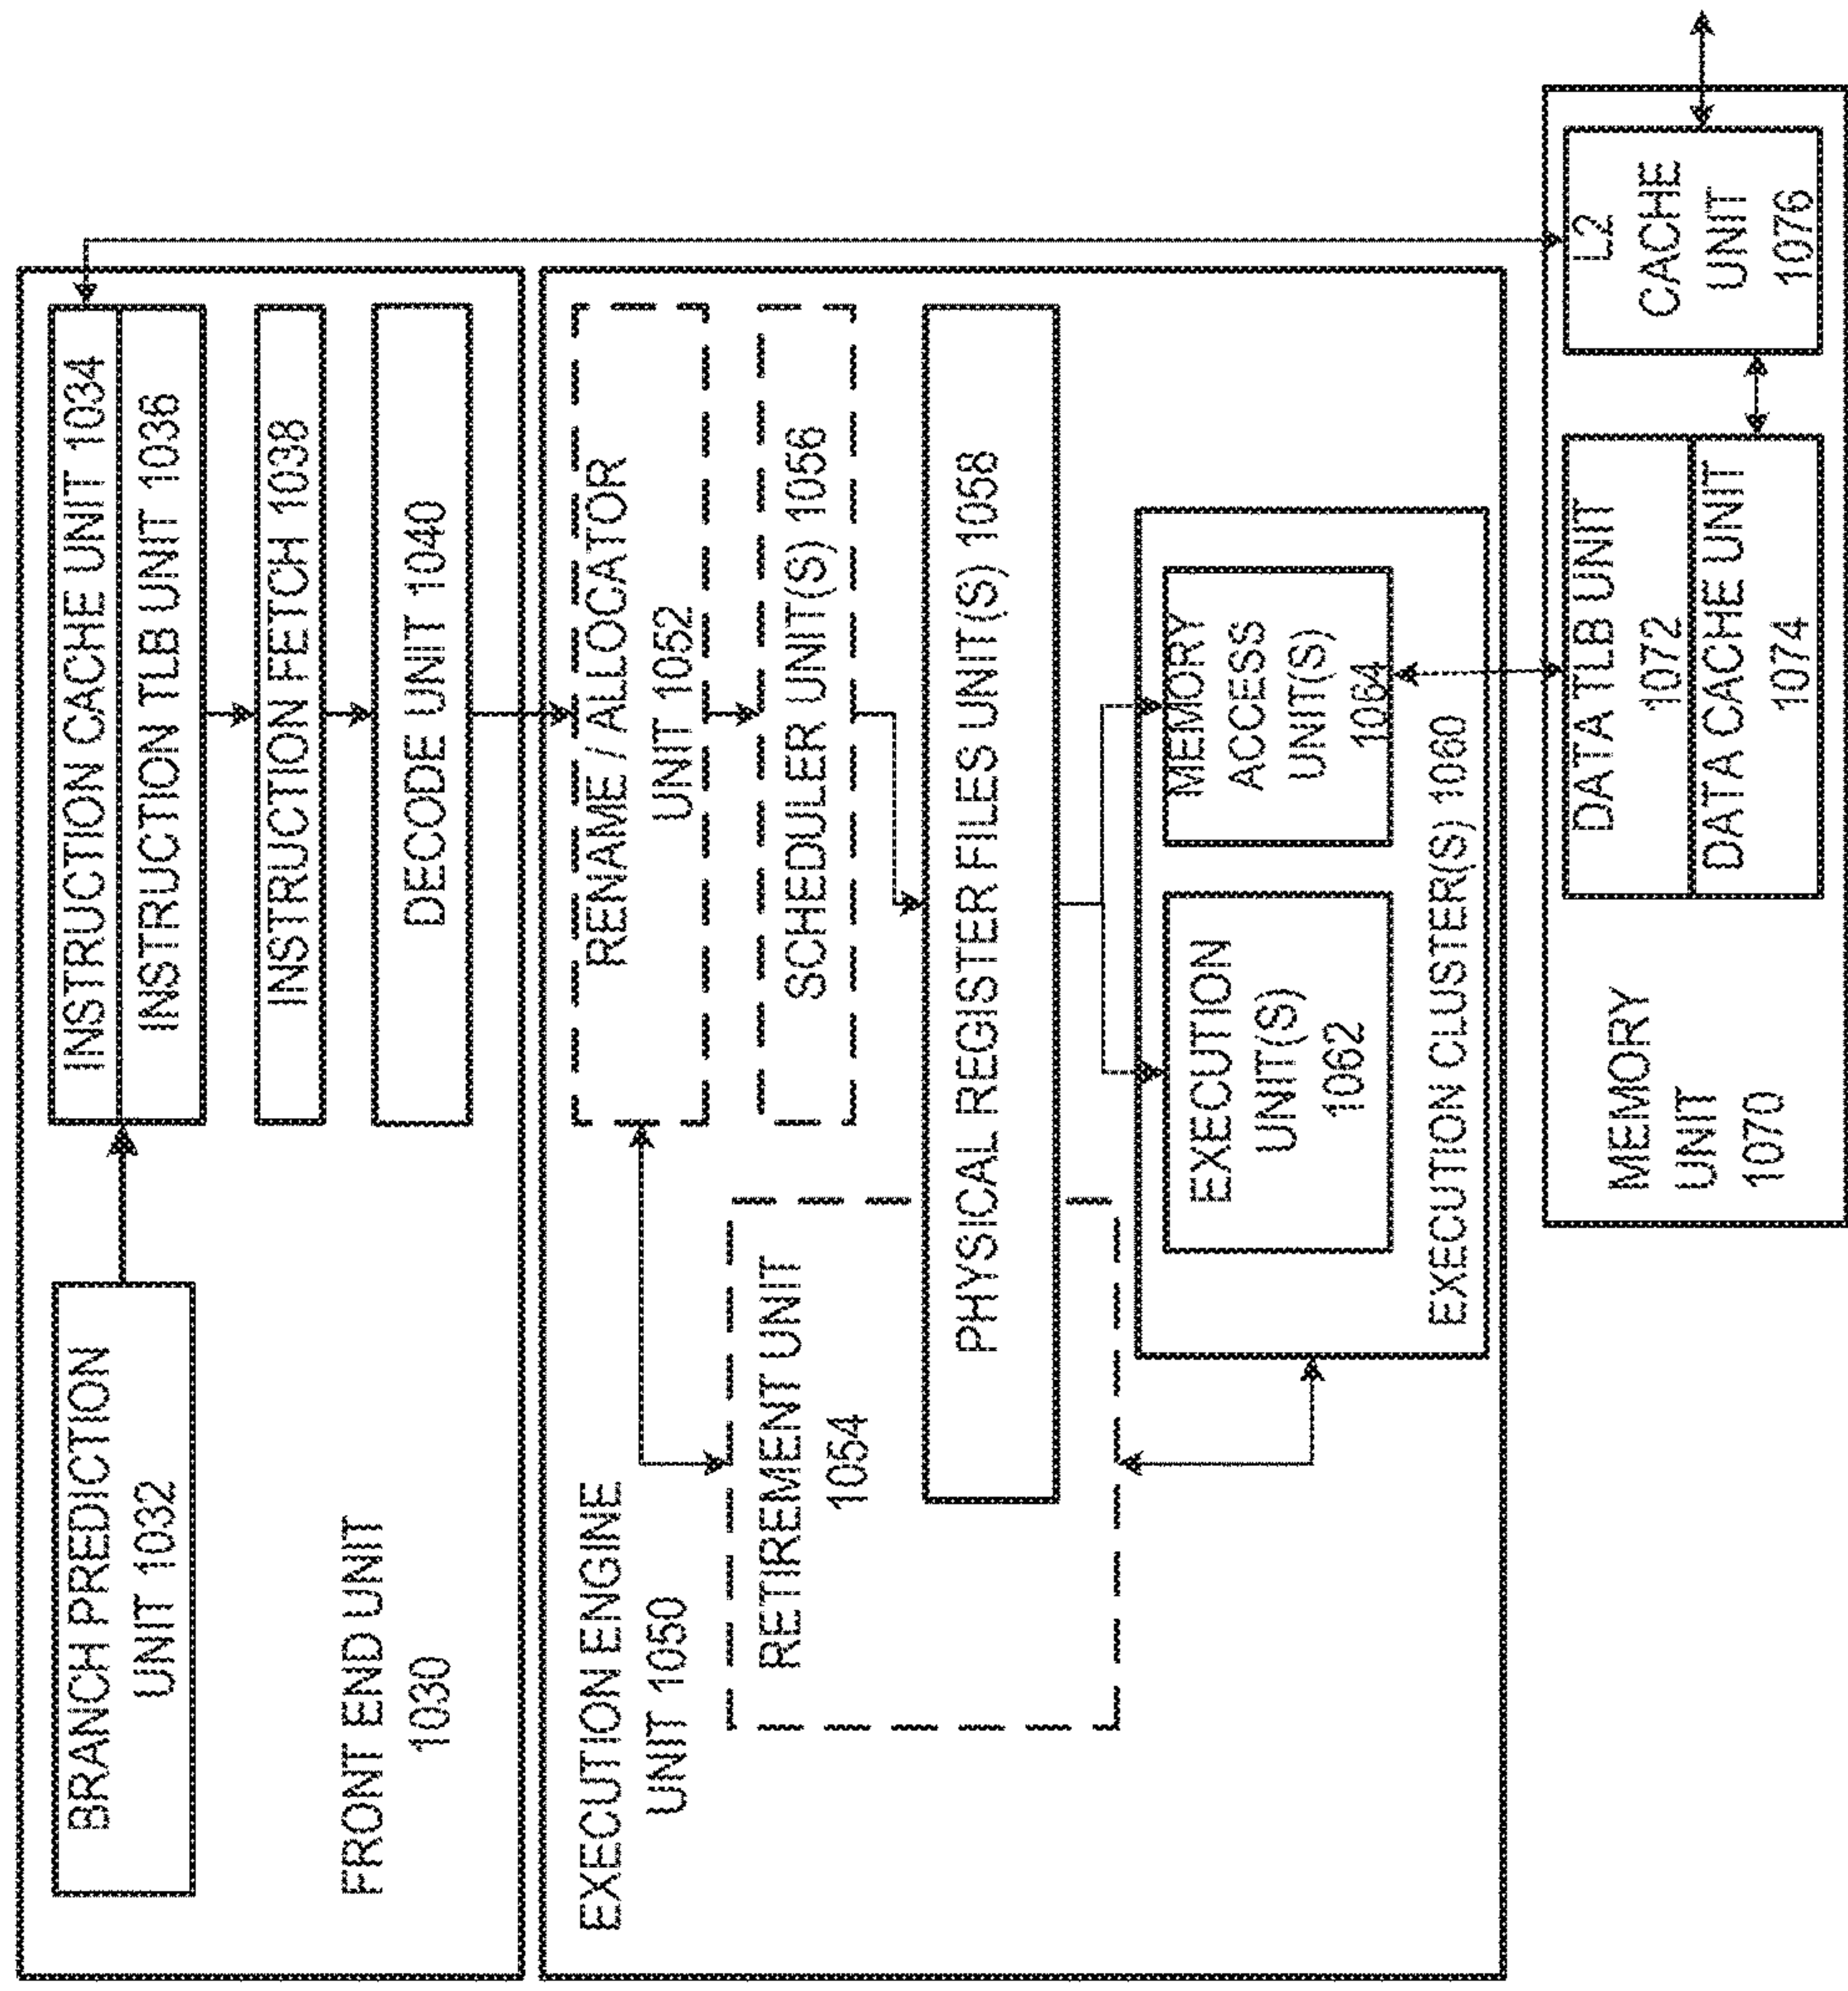 BRANCH PREDICTION
UNIT 1032
INSTRUCTION CACHE UNIT 1034
INSTRUCTION TLB UNIT 1036
INSTRUCTION FETCH 1038
DECODE UNIT 1040
FRONT END UNIT
1030
EXECUTION ENGINE
UNIT 1050
RENAME / ALLOCATOR
UNIT 1052
RETIREMENT UNIT
1054
SCHEDULER UNIT(S) 1056
PHYSICAL REGISTER FILES UNIT(S) 1058
EXECUTION
UNIT(S)
1062
MEMORY
ACCESS
UNIT(S)
1064
EXECUTION CLUSTER(S) 1060
MEMORY
UNIT
1070
DATA TLB UNIT
1072
DATA CACHE UNIT
1074
L2
CACHE
UNIT
1076